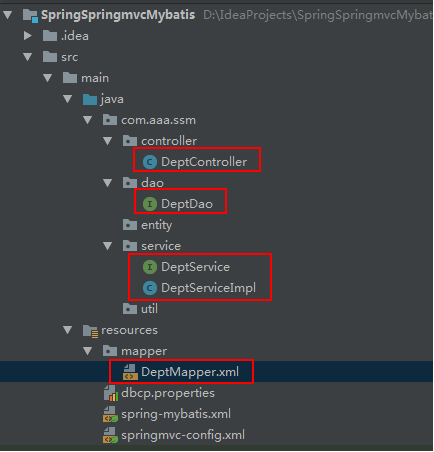 SpringSpringmvcMybatis D:\IdeaProjects\SpringSpringmvcMybat
.idea
src
main
java
com.aaa.ssm
controller
C DeptController
dao
I DeptDao
entity
service
I DeptService
C DeptServiceImpl
util
resources
mapper
DeptMapper.xml
dbcp.properties
spring-mybatis.xml
springmvc-config.xml